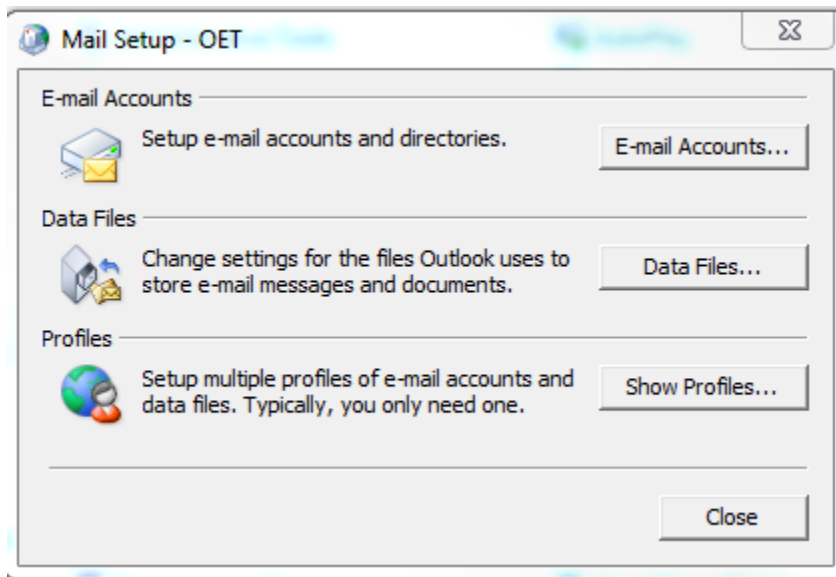 Mail Setup - OET
E-mail Accounts
Setup e-mail accounts and directories.
E-mail Accounts...
Data Files
Change settings for the files Outlook uses to
store e-mail messages and documents.
Data Files...
Profiles
Setup multiple profiles of e-mail accounts and
data files. Typically, you only need one.
Show Profiles...
Close